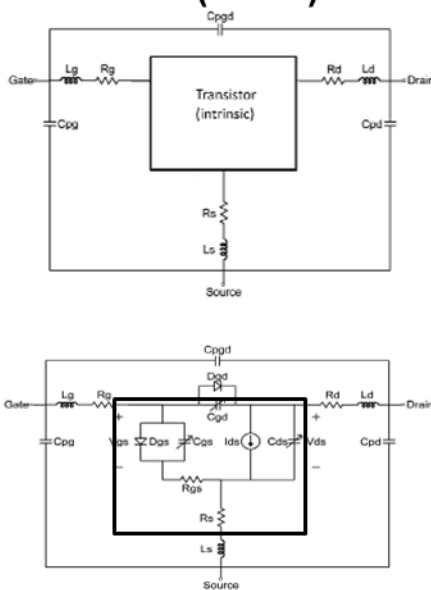 Cpgd
Lg Rg Rd Ld
Gate Drain
Transistor
(intrinsic)
Cpg Cpd
Rs
Ls
Source
Cpgd
Dgd
Lg Rg Rd Ld
Gate Cgd Drain
+ +
Cpg Vgs Dgs Cgs Ids Cds Vds Cpd
– –
Rgs
Rs
Ls
Source